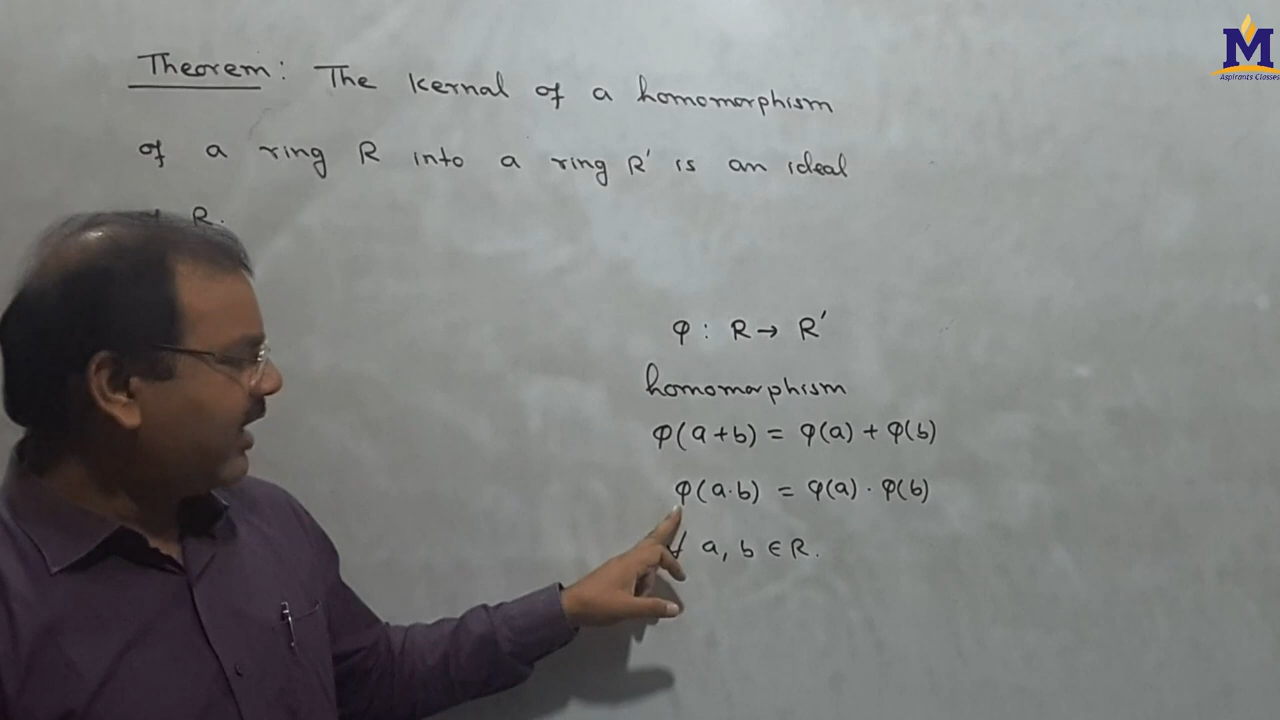 Theorem: The kernal of a homomorphism
of a ring R into a ring R' is an ideal
R.
φ : R → R'
homomorphism
φ(a+b) = φ(a) + φ(b)
φ(a·b) = φ(a) · φ(b)
∀ a, b ∈ R.
M
Aspirants Classes